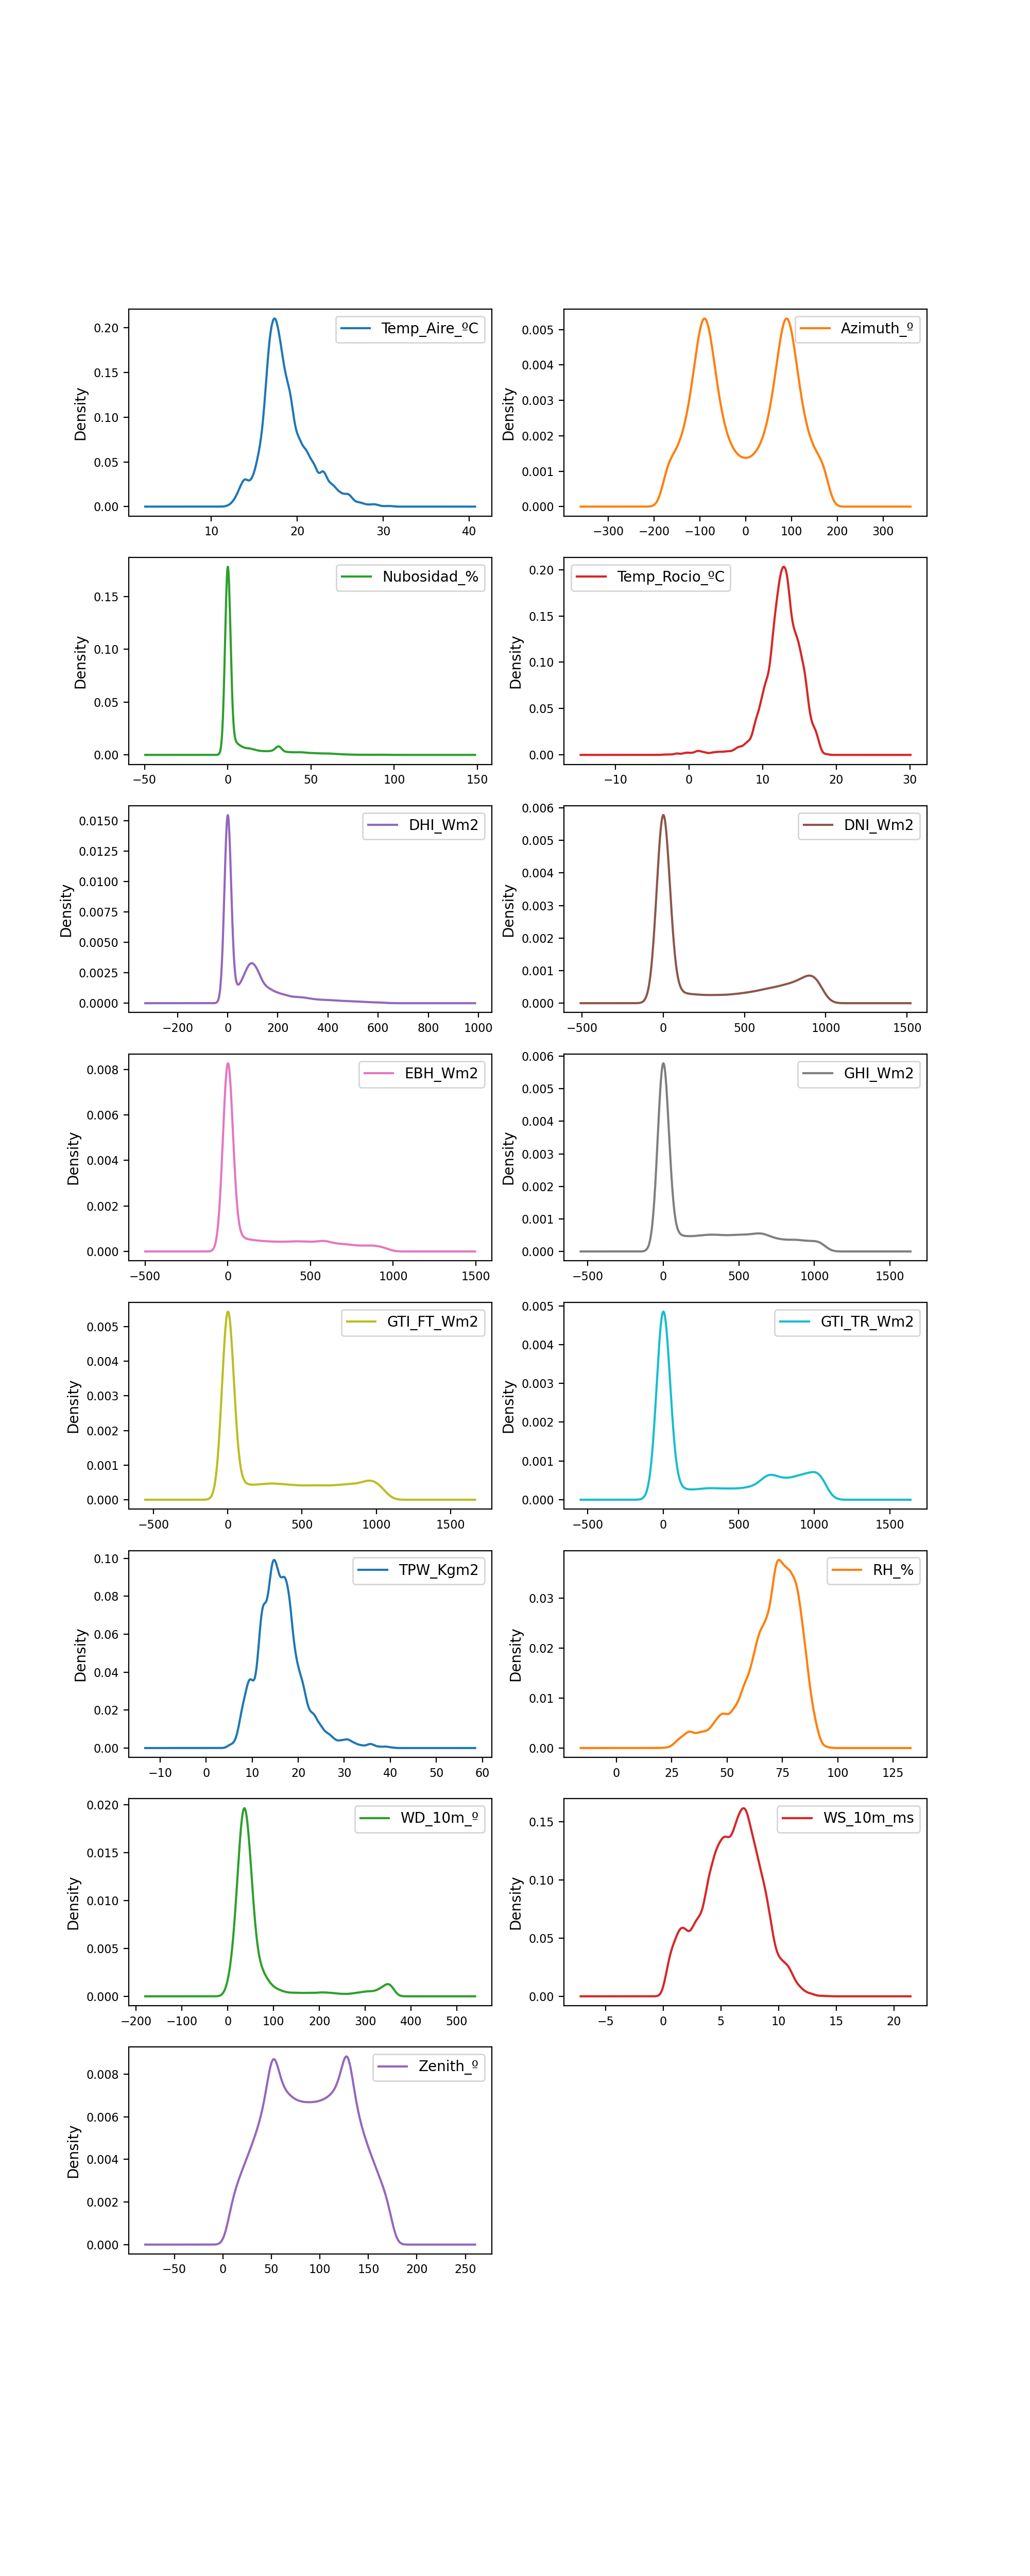 Temp_Aire_ºC
Density
0.20
0.15
0.10
0.05
0.00
10 20 30 40
Azimuth_º
Density
0.005
0.004
0.003
0.002
0.001
0.000
−300 −200 −100 0 100 200 300
Nubosidad_%
Density
0.15
0.10
0.05
0.00
−50 0 50 100 150
Temp_Rocio_ºC
Density
0.20
0.15
0.10
0.05
0.00
−10 0 10 20 30
DHI_Wm2
Density
0.0150
0.0125
0.0100
0.0075
0.0050
0.0025
0.0000
−200 0 200 400 600 800 1000
DNI_Wm2
Density
0.006
0.005
0.004
0.003
0.002
0.001
0.000
−500 0 500 1000 1500
EBH_Wm2
Density
0.008
0.006
0.004
0.002
0.000
−500 0 500 1000 1500
GHI_Wm2
Density
0.006
0.005
0.004
0.003
0.002
0.001
0.000
−500 0 500 1000 1500
GTI_FT_Wm2
Density
0.005
0.004
0.003
0.002
0.001
0.000
−500 0 500 1000 1500
GTI_TR_Wm2
Density
0.005
0.004
0.003
0.002
0.001
0.000
−500 0 500 1000 1500
TPW_Kgm2
Density
0.10
0.08
0.06
0.04
0.02
0.00
−10 0 10 20 30 40 50 60
RH_%
Density
0.03
0.02
0.01
0.00
0 25 50 75 100 125
WD_10m_º
Density
0.020
0.015
0.010
0.005
0.000
−200 −100 0 100 200 300 400 500
WS_10m_ms
Density
0.15
0.10
0.05
0.00
−5 0 5 10 15 20
Zenith_º
Density
0.008
0.006
0.004
0.002
0.000
−50 0 50 100 150 200 250